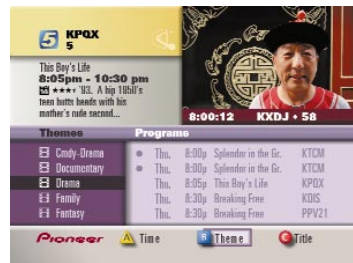 5 KPQX
5
This Boy's Life
8:05pm - 10:30 pm
'93. A hip 1950's
teen butts heads with his
mother's rude second...
8:00:12 KXDJ • 58
Themes Programs
Cmdy-Drama Thu. 8:00p Splendor in the Gr. KTCM
Documentary Thu. 8:00p Splendor in the Gr. KTCM
Drama Thu. 8:05p This Boy's Life KPQX
Family Thu. 8:30p Breaking Free KDIS
Fantasy Thu. 8:30p Breaking Free PPV21
Pioneer A Time B Theme C Title